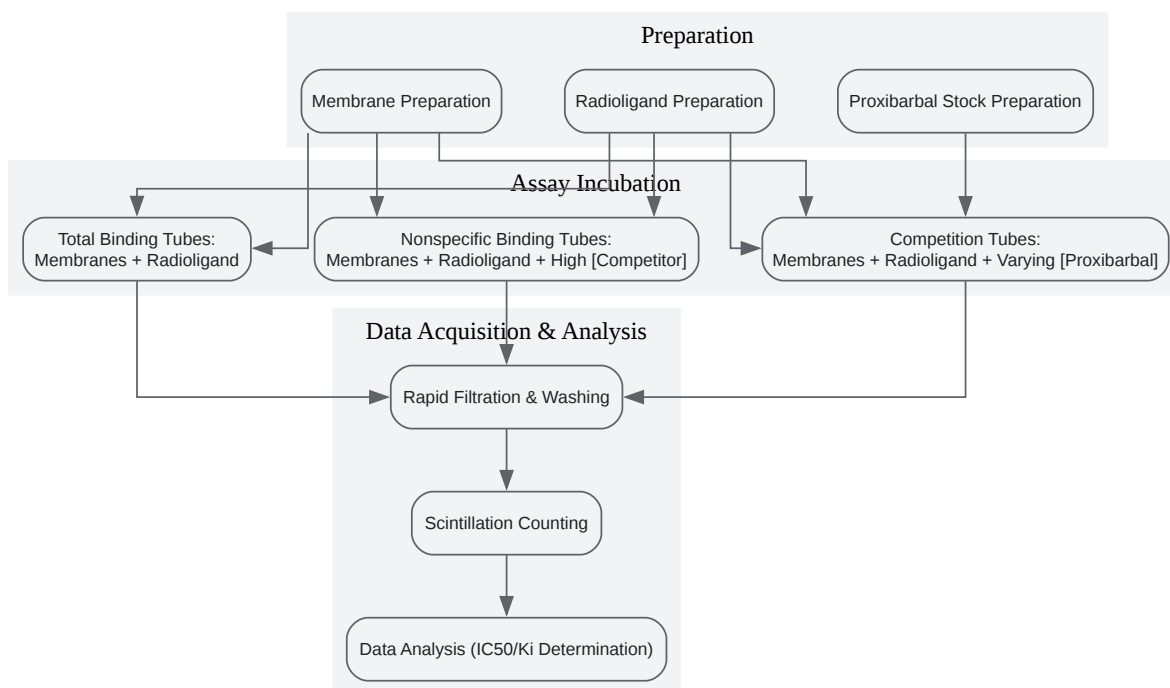 Preparation
Membrane Preparation
Radioligand Preparation
Proxibarbal Stock Preparation
Assay Incubation
Total Binding Tubes:
Membranes + Radioligand
Nonspecific Binding Tubes:
Membranes + Radioligand + High [Competitor]
Competition Tubes:
Membranes + Radioligand + Varying [Proxibarbal]
Data Acquisition & Analysis
Rapid Filtration & Washing
Scintillation Counting
Data Analysis (IC50/Ki Determination)